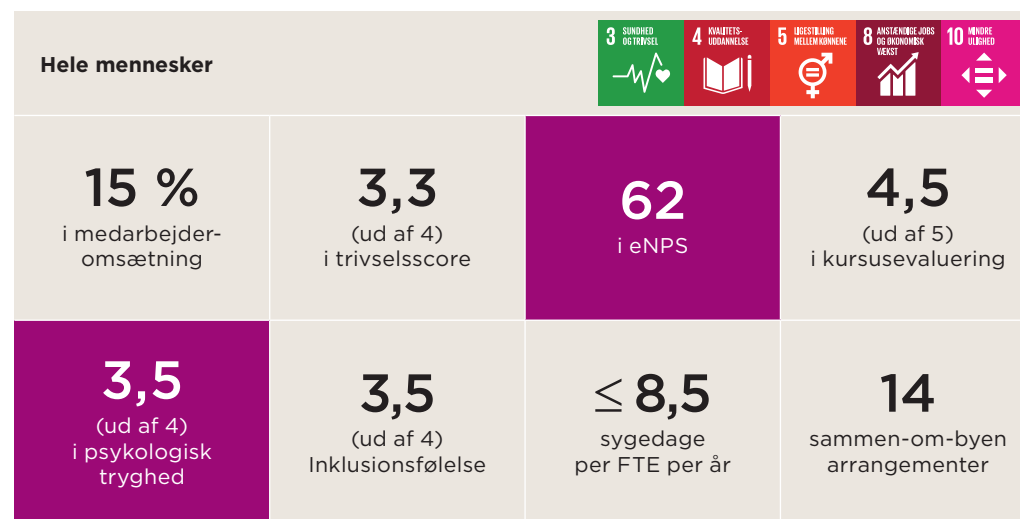 Hele mennesker
3 SUNDHED
OG TRIVSEL
4 KVALITETS-
UDDANNELSE
5 LIGESTILLING
MELLEM KØNNENE
8 ANSTÆNDIGE JOBS
OG ØKONOMISK
VÆKST
10 MINDRE
ULIGHED
15 %
i medarbejder-
omsætning
3,3
(ud af 4)
i trivselsscore
62
i eNPS
4,5
(ud af 5)
i kursusevaluering
3,5
(ud af 4)
i psykologisk
tryghed
3,5
(ud af 4)
Inklusionsfølelse
≤ 8,5
sygedage
per FTE per år
14
sammen-om-byen
arrangementer